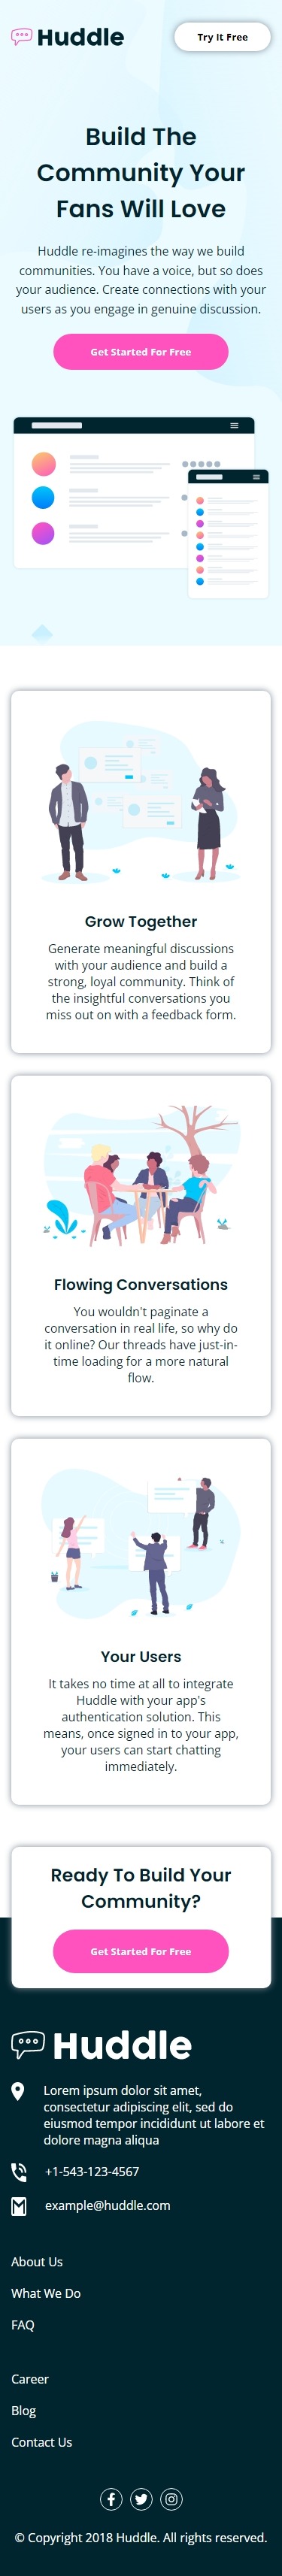 Huddle
Try It Free
Build The
Community Your
Fans Will Love
Huddle re-imagines the way we build
communities. You have a voice, but so does
your audience. Create connections with your
users as you engage in genuine discussion.
Get Started For Free
Grow Together
Generate meaningful discussions
with your audience and build a
strong, loyal community. Think of
the insightful conversations you
miss out on with a feedback form.
Flowing Conversations
You wouldn't paginate a
conversation in real life, so why do
it online? Our threads have just-in-
time loading for a more natural
flow.
Your Users
It takes no time at all to integrate
Huddle with your app's
authentication solution. This
means, once signed in to your app,
your users can start chatting
immediately.
Ready To Build Your
Community?
Get Started For Free
Huddle
Lorem ipsum dolor sit amet,
consectetur adipiscing elit, sed do
eiusmod tempor incididunt ut labore et
dolore magna aliqua
+1-543-123-4567
example@huddle.com
About Us
What We Do
FAQ
Career
Blog
Contact Us
© Copyright 2018 Huddle. All rights reserved.